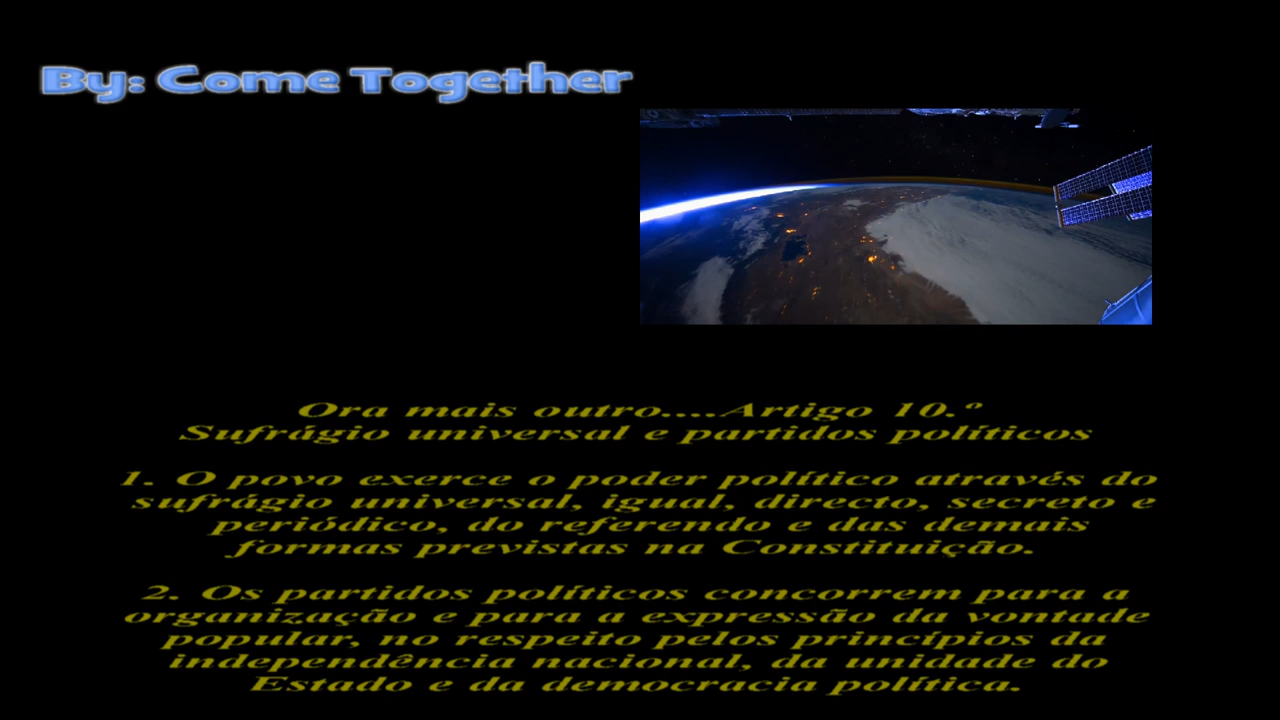 By: Come Together
Ora mais outro....Artigo 10.º
Sufrágio universal e partidos políticos
1. O povo exerce o poder político através do
sufrágio universal, igual, directo, secreto e
periódico, do referendo e das demais
formas previstas na Constituição.
2. Os partidos políticos concorrem para a
organização e para a expressão da vontade
popular, no respeito pelos princípios da
independência nacional, da unidade do
Estado e da democracia política.